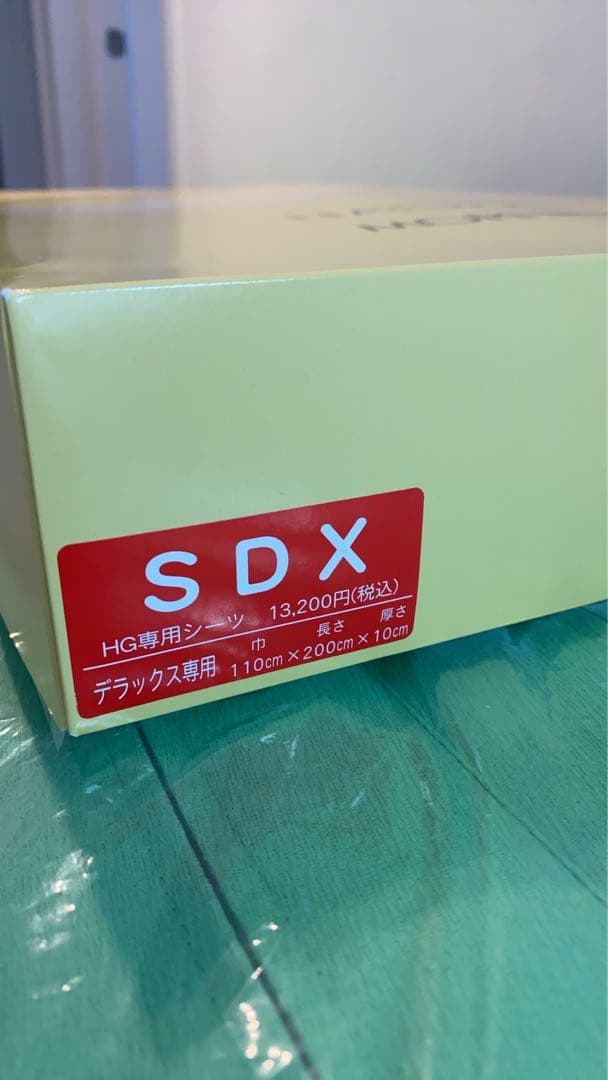 SDX
HG専用シーツ 13,200円(税込)
巾 長さ 厚さ
デラックス専用 110cm×200cm×10cm